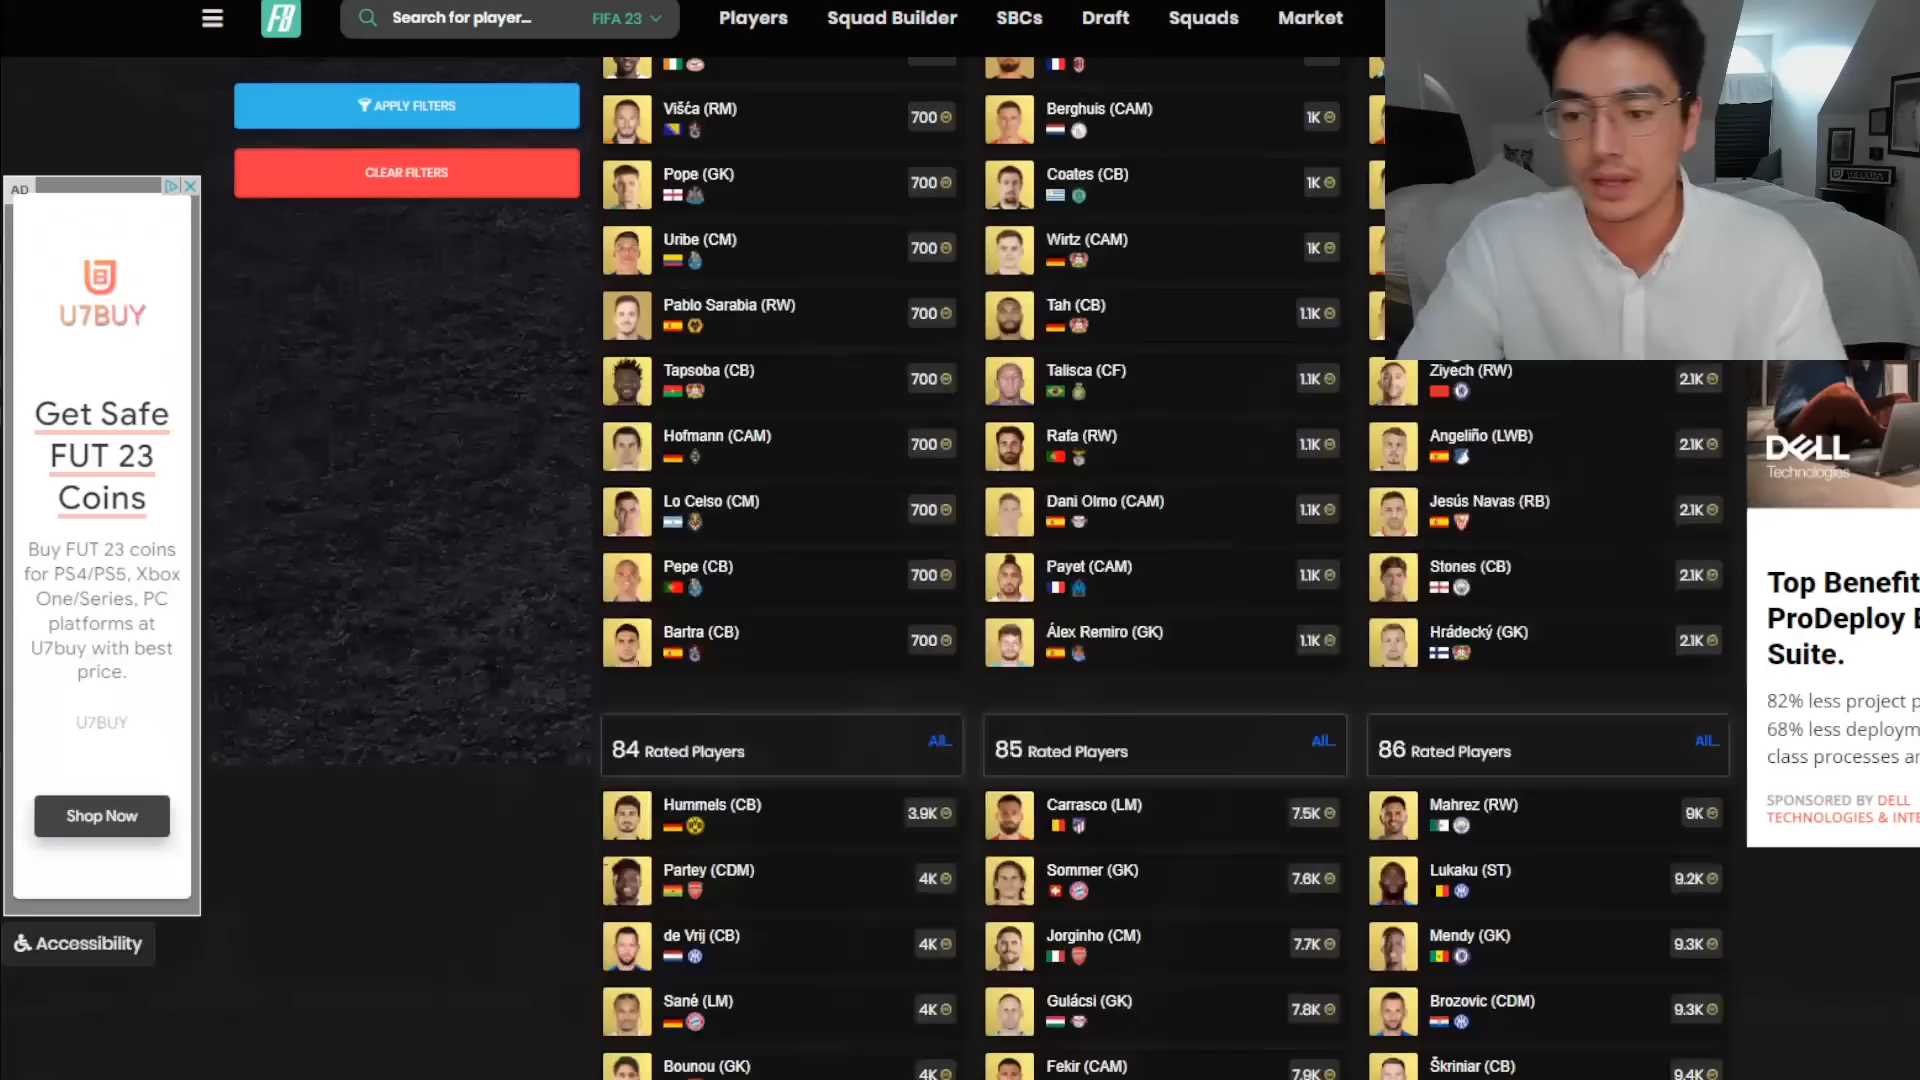 Search for player...
FIFA 23
Players
Squad Builder
SBCs
Draft
Squads
Market
APPLY FILTERS
CLEAR FILTERS
AD
U7BUY
Get Safe
FUT 23
Coins
Buy FUT 23 coins
for PS4/PS5, Xbox
One/Series, PC
platforms at
U7buy with best
price.
U7BUY
Shop Now
Accessibility
Višća (RM)
700
Pope (GK)
700
Uribe (CM)
700
Pablo Sarabia (RW)
700
Tapsoba (CB)
700
Hofmann (CAM)
700
Lo Celso (CM)
700
Pepe (CB)
700
Bartra (CB)
700
Berghuis (CAM)
1K
Coates (CB)
1K
Wirtz (CAM)
1K
Tah (CB)
1.1K
Talisca (CF)
1.1K
Rafa (RW)
1.1K
Dani Olmo (CAM)
1.1K
Payet (CAM)
1.1K
Álex Remiro (GK)
1.1K
Ziyech (RW)
2.1K
Angeliño (LWB)
2.1K
Jesús Navas (RB)
2.1K
Stones (CB)
2.1K
Hrádecký (GK)
2.1K
84 Rated Players
All..
Hummels (CB)
3.9K
Partey (CDM)
4K
de Vrij (CB)
4K
Sané (LM)
4K
Bounou (GK)
4K
85 Rated Players
All..
Carrasco (LM)
7.5K
Sommer (GK)
7.6K
Jorginho (CM)
7.7K
Gulácsi (GK)
7.8K
Fekir (CAM)
7.9K
86 Rated Players
All..
Mahrez (RW)
9K
Lukaku (ST)
9.2K
Mendy (GK)
9.3K
Brozovic (CDM)
9.3K
Škriniar (CB)
9.4K
DELL
Technologies
Top Benefit
ProDeploy E
Suite.
82% less project p
68% less deploym
class processes ar
SPONSORED BY DELL
TECHNOLOGIES & INTE